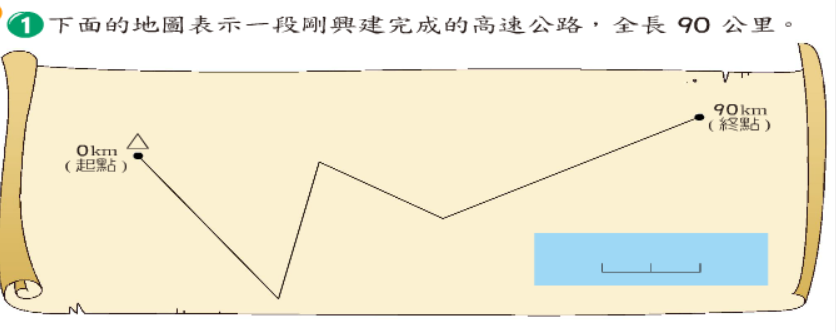 1 下面的地圖表示一段剛興建完成的高速公路，全長 90 公里。
90km
(終點)
0km
(起點)